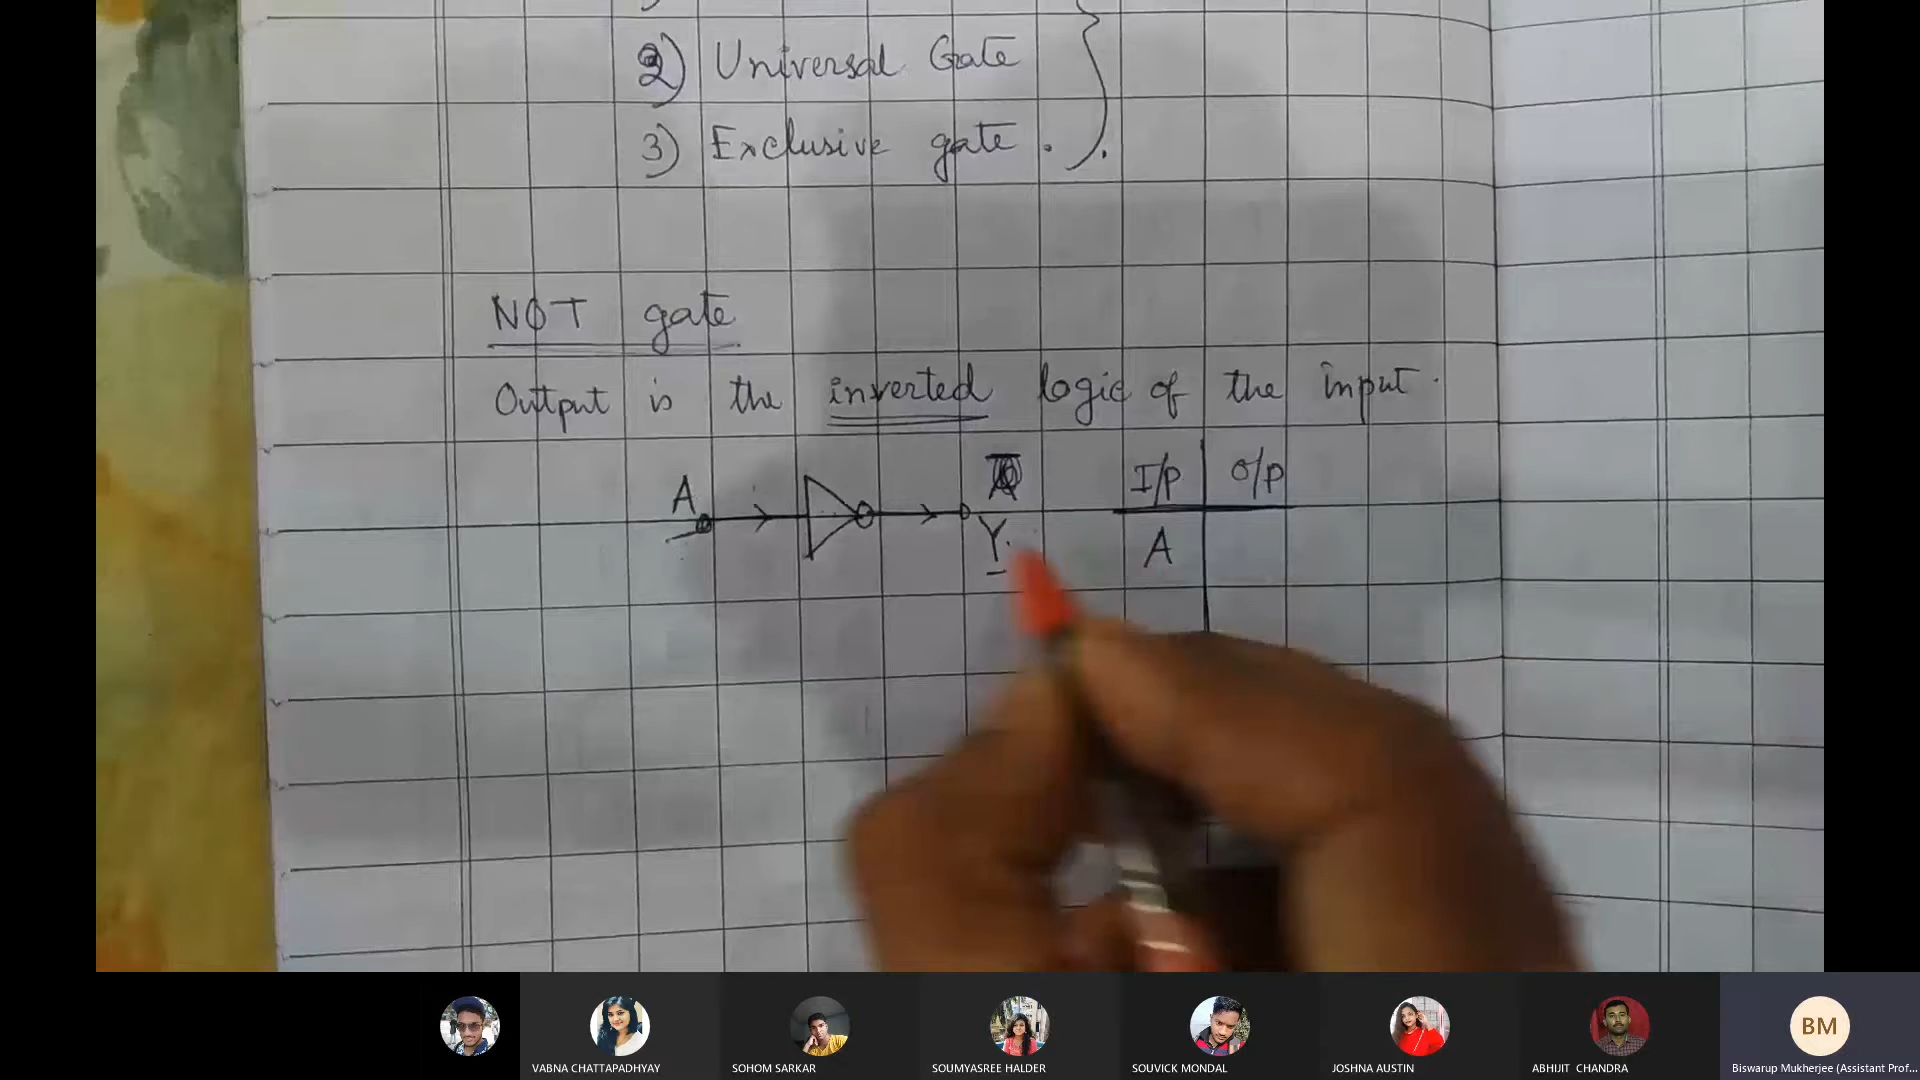 2) Universal Gate
3) Exclusive gate.
NOT gate
Output is the inverted logic of the input.
A
Y
I/p O/p
A
VABNA CHATTAPADHYAY
SOHOM SARKAR
SOUMYASREE HALDER
SOUVICK MONDAL
JOSHNA AUSTIN
ABHIJIT CHANDRA
BM
Biswarup Mukherjee (Assistant Prof...